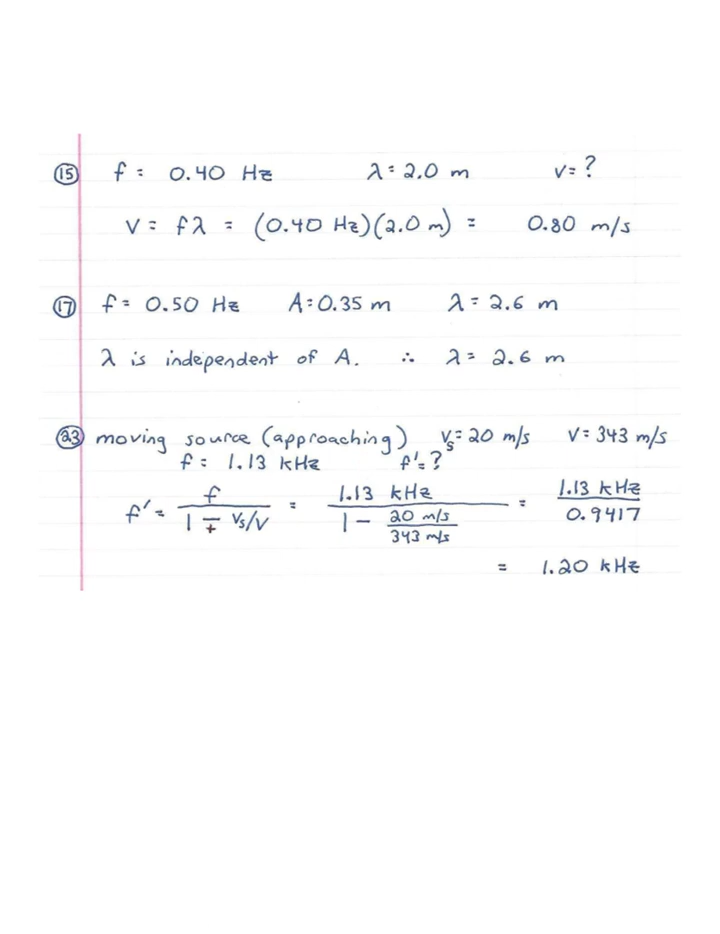 ⑮ f = 0.40 Hz λ = 2.0 m v = ?
v = fλ = (0.40 Hz)(2.0 m) = 0.80 m/s
⑰ f = 0.50 Hz A = 0.35 m λ = 2.6 m
λ is independent of A. ∴ λ = 2.6 m
㉓ moving source (approaching) v_s = 20 m/s v = 343 m/s
f = 1.13 kHz f' = ?
f' = f / (1 ∓ v_s/v) = 1.13 kHz / (1 - (20 m/s / 343 m/s)) = 1.13 kHz / 0.9417
= 1.20 kHz